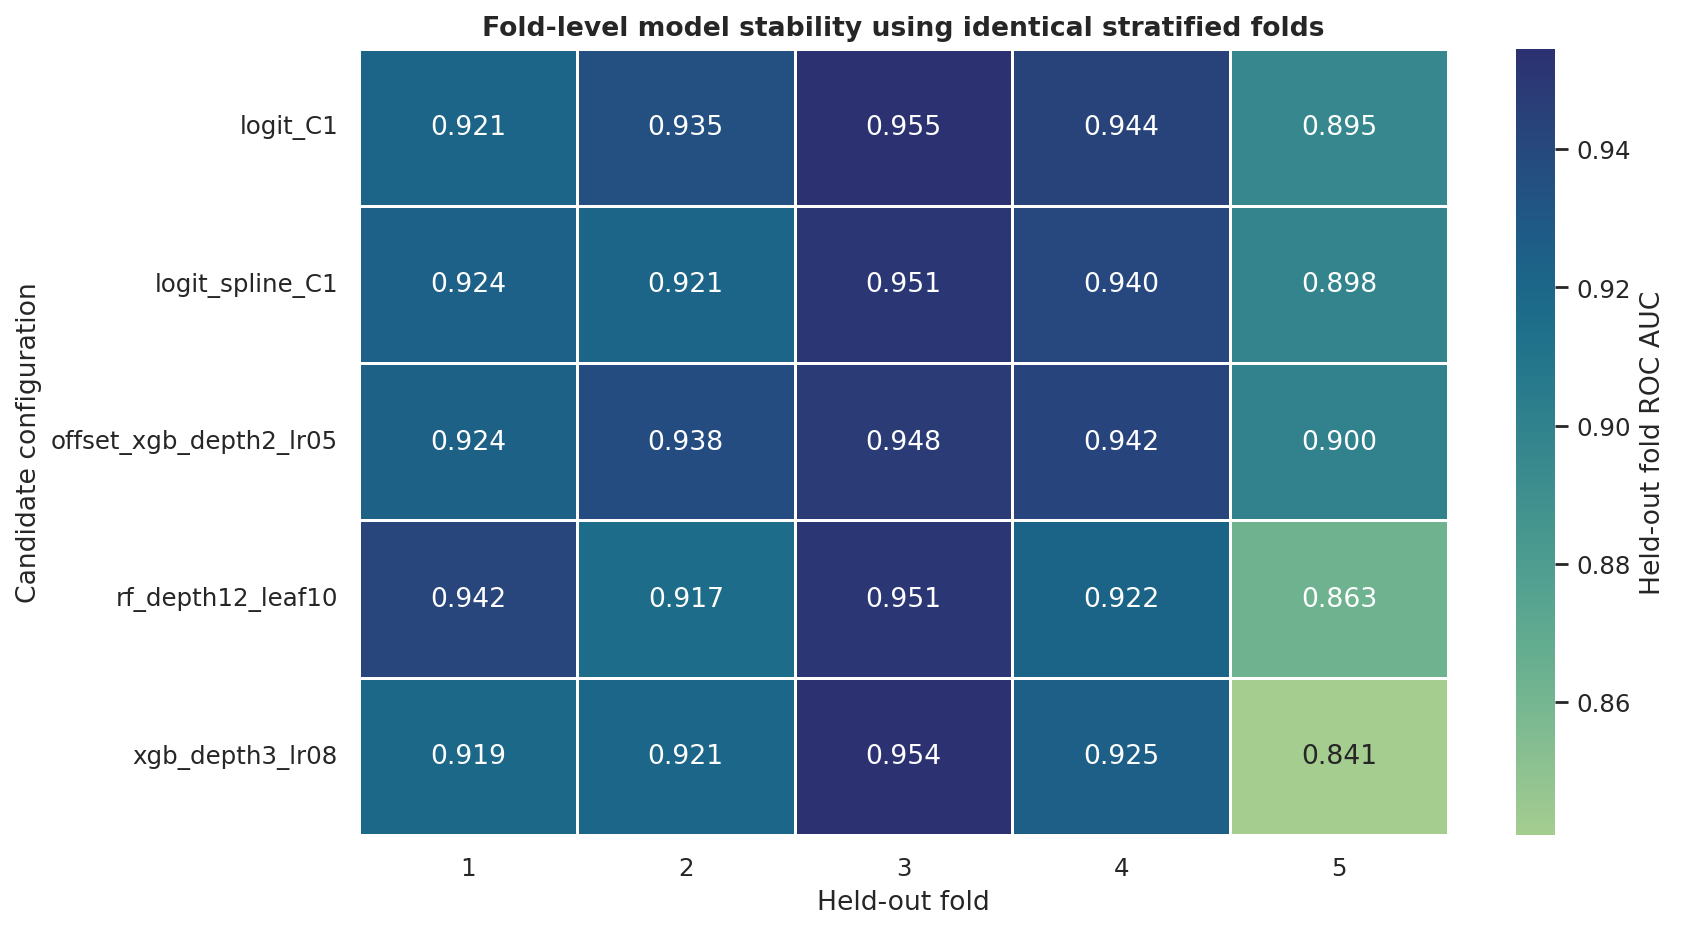 Fold-level model stability using identical stratified folds
Candidate configuration
logit_C1 0.921 0.935 0.955 0.944 0.895
logit_spline_C1 0.924 0.921 0.951 0.940 0.898
offset_xgb_depth2_lr05 0.924 0.938 0.948 0.942 0.900
rf_depth12_leaf10 0.942 0.917 0.951 0.922 0.863
xgb_depth3_lr08 0.919 0.921 0.954 0.925 0.841
1 2 3 4 5
Held-out fold
0.94
0.92
0.90
0.88
0.86
Held-out fold ROC AUC